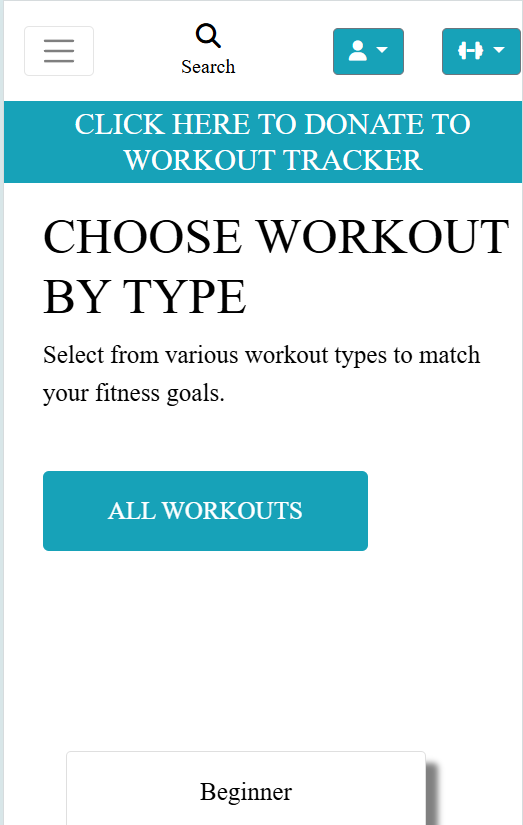 Search
CLICK HERE TO DONATE TO
WORKOUT TRACKER
CHOOSE WORKOUT
BY TYPE
Select from various workout types to match
your fitness goals.
ALL WORKOUTS
Beginner